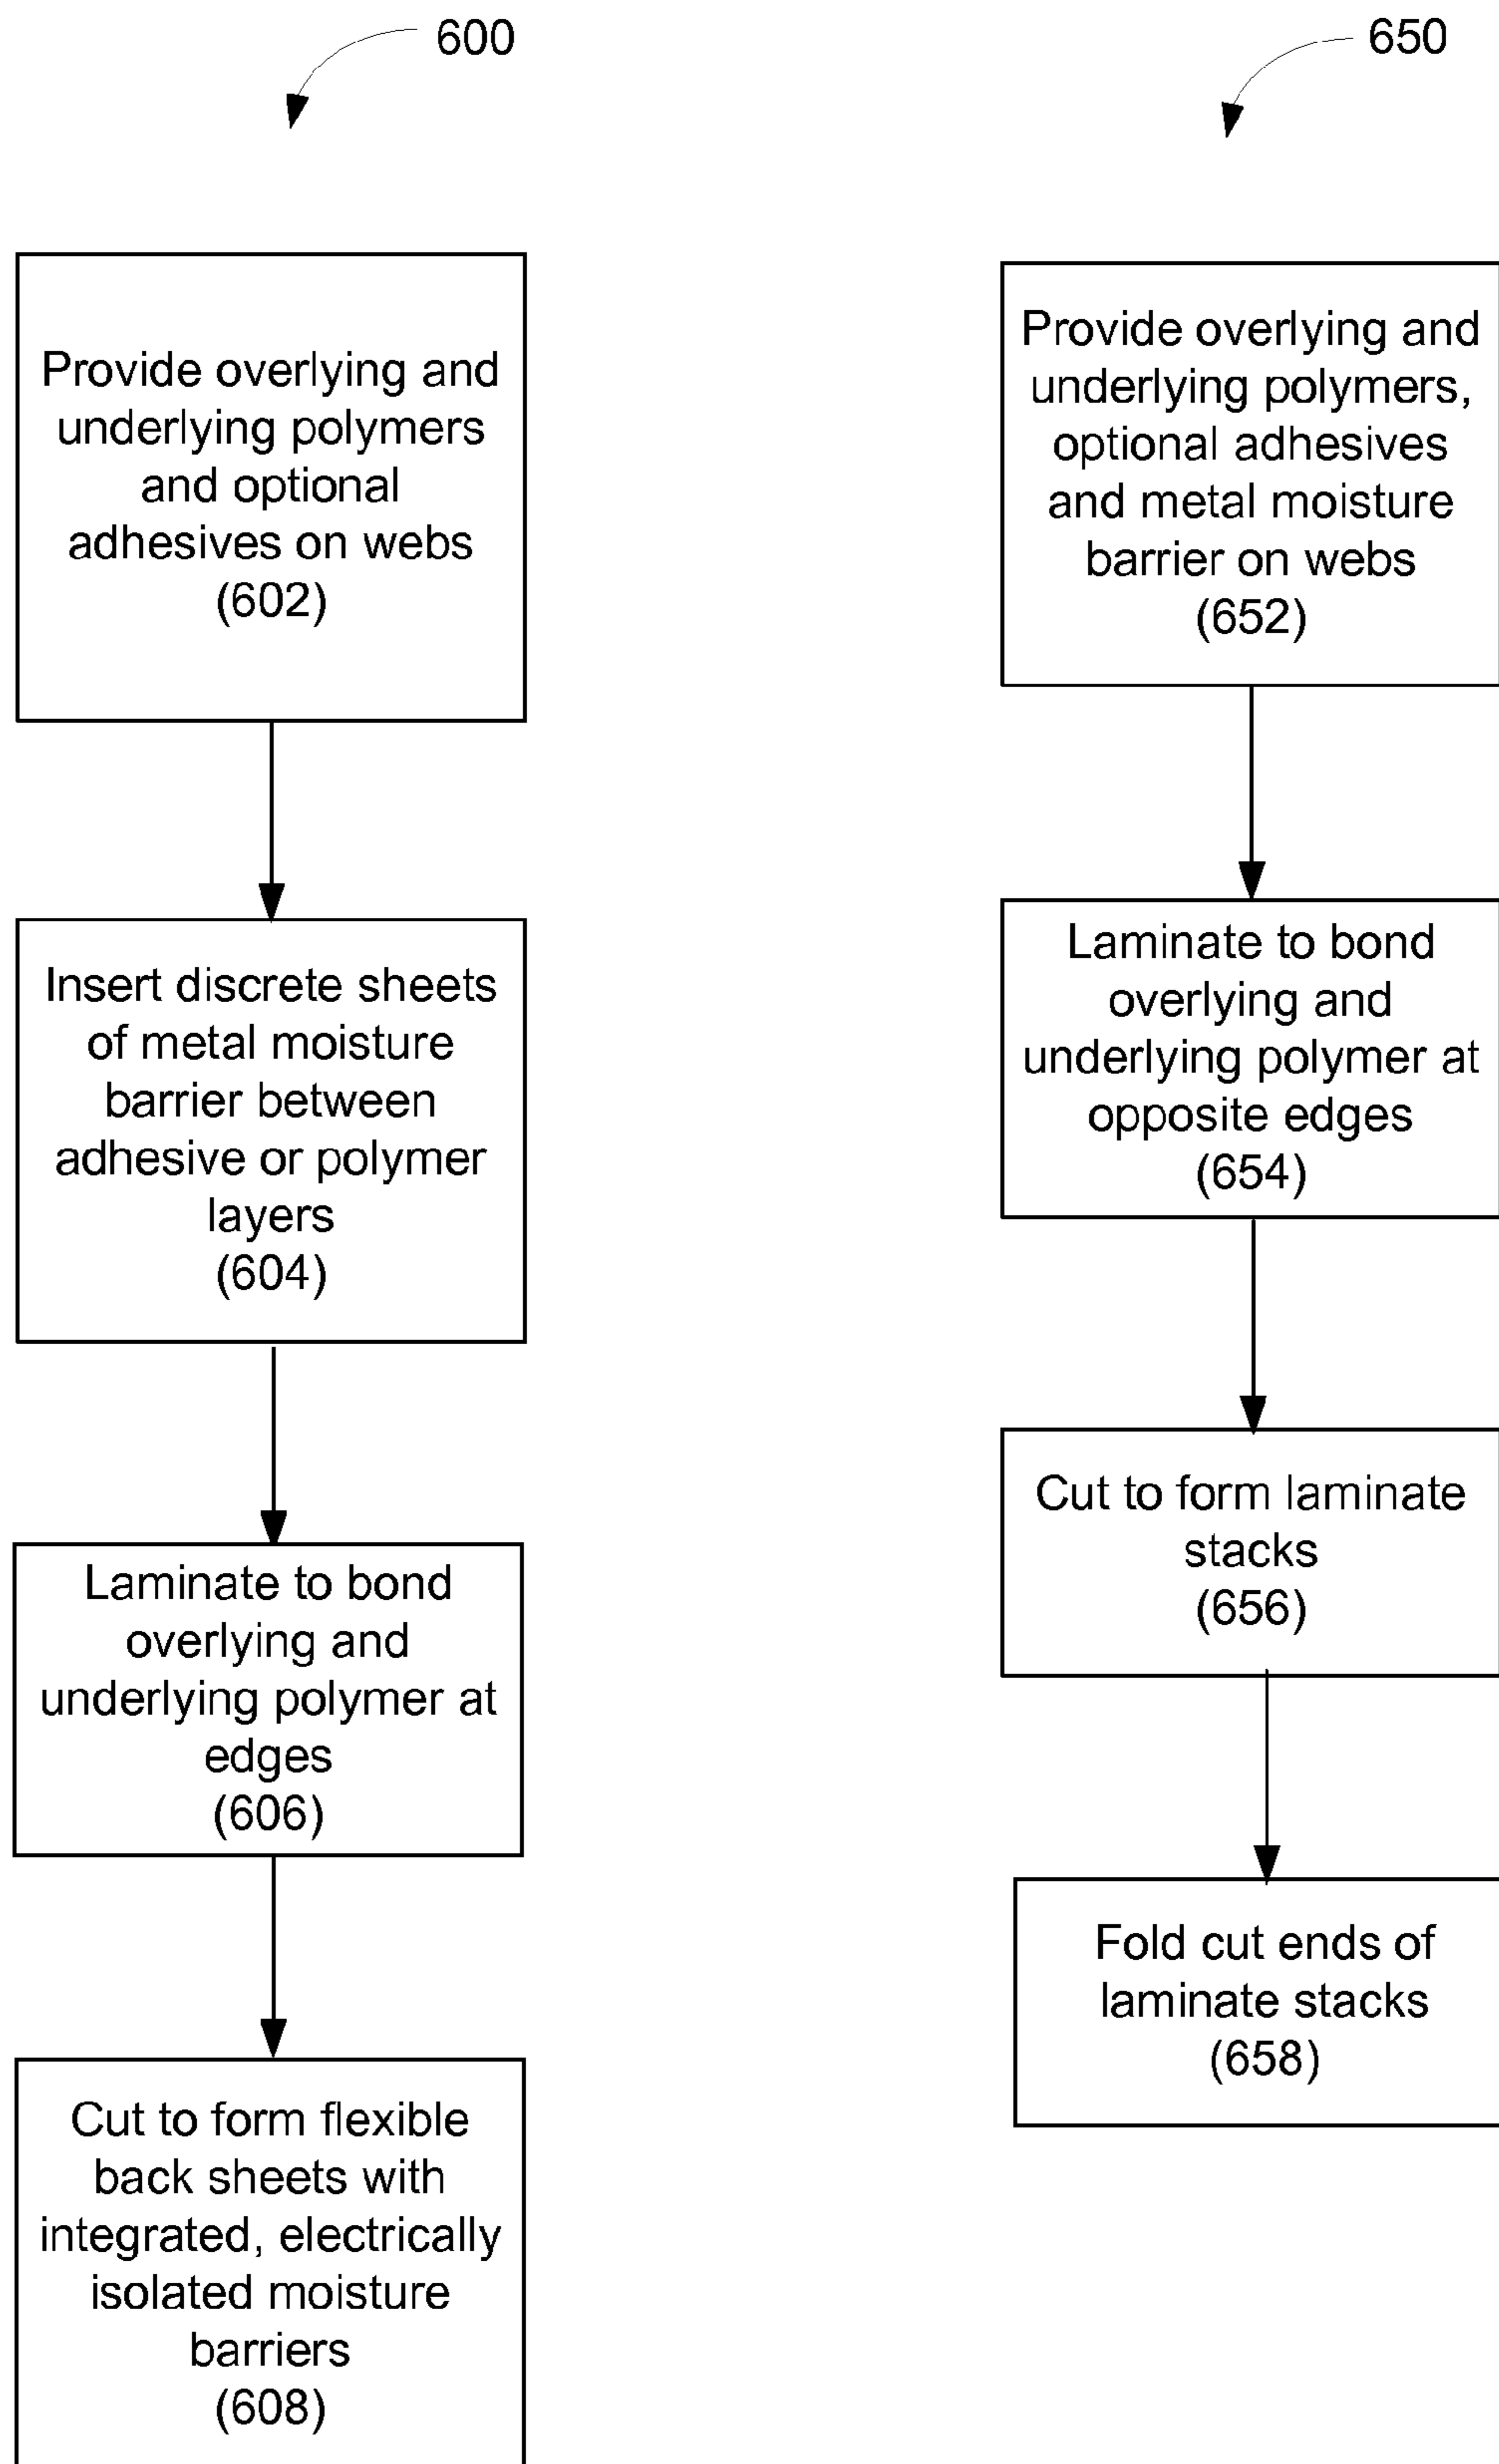 600
Provide overlying and
underlying polymers
and optional
adhesives on webs
(602)
Insert discrete sheets
of metal moisture
barrier between
adhesive or polymer
layers
(604)
Laminate to bond
overlying and
underlying polymer at
edges
(606)
Cut to form flexible
back sheets with
integrated, electrically
isolated moisture
barriers
(608)
650
Provide overlying and
underlying polymers,
optional adhesives
and metal moisture
barrier on webs
(652)
Laminate to bond
overlying and
underlying polymer at
opposite edges
(654)
Cut to form laminate
stacks
(656)
Fold cut ends of
laminate stacks
(658)